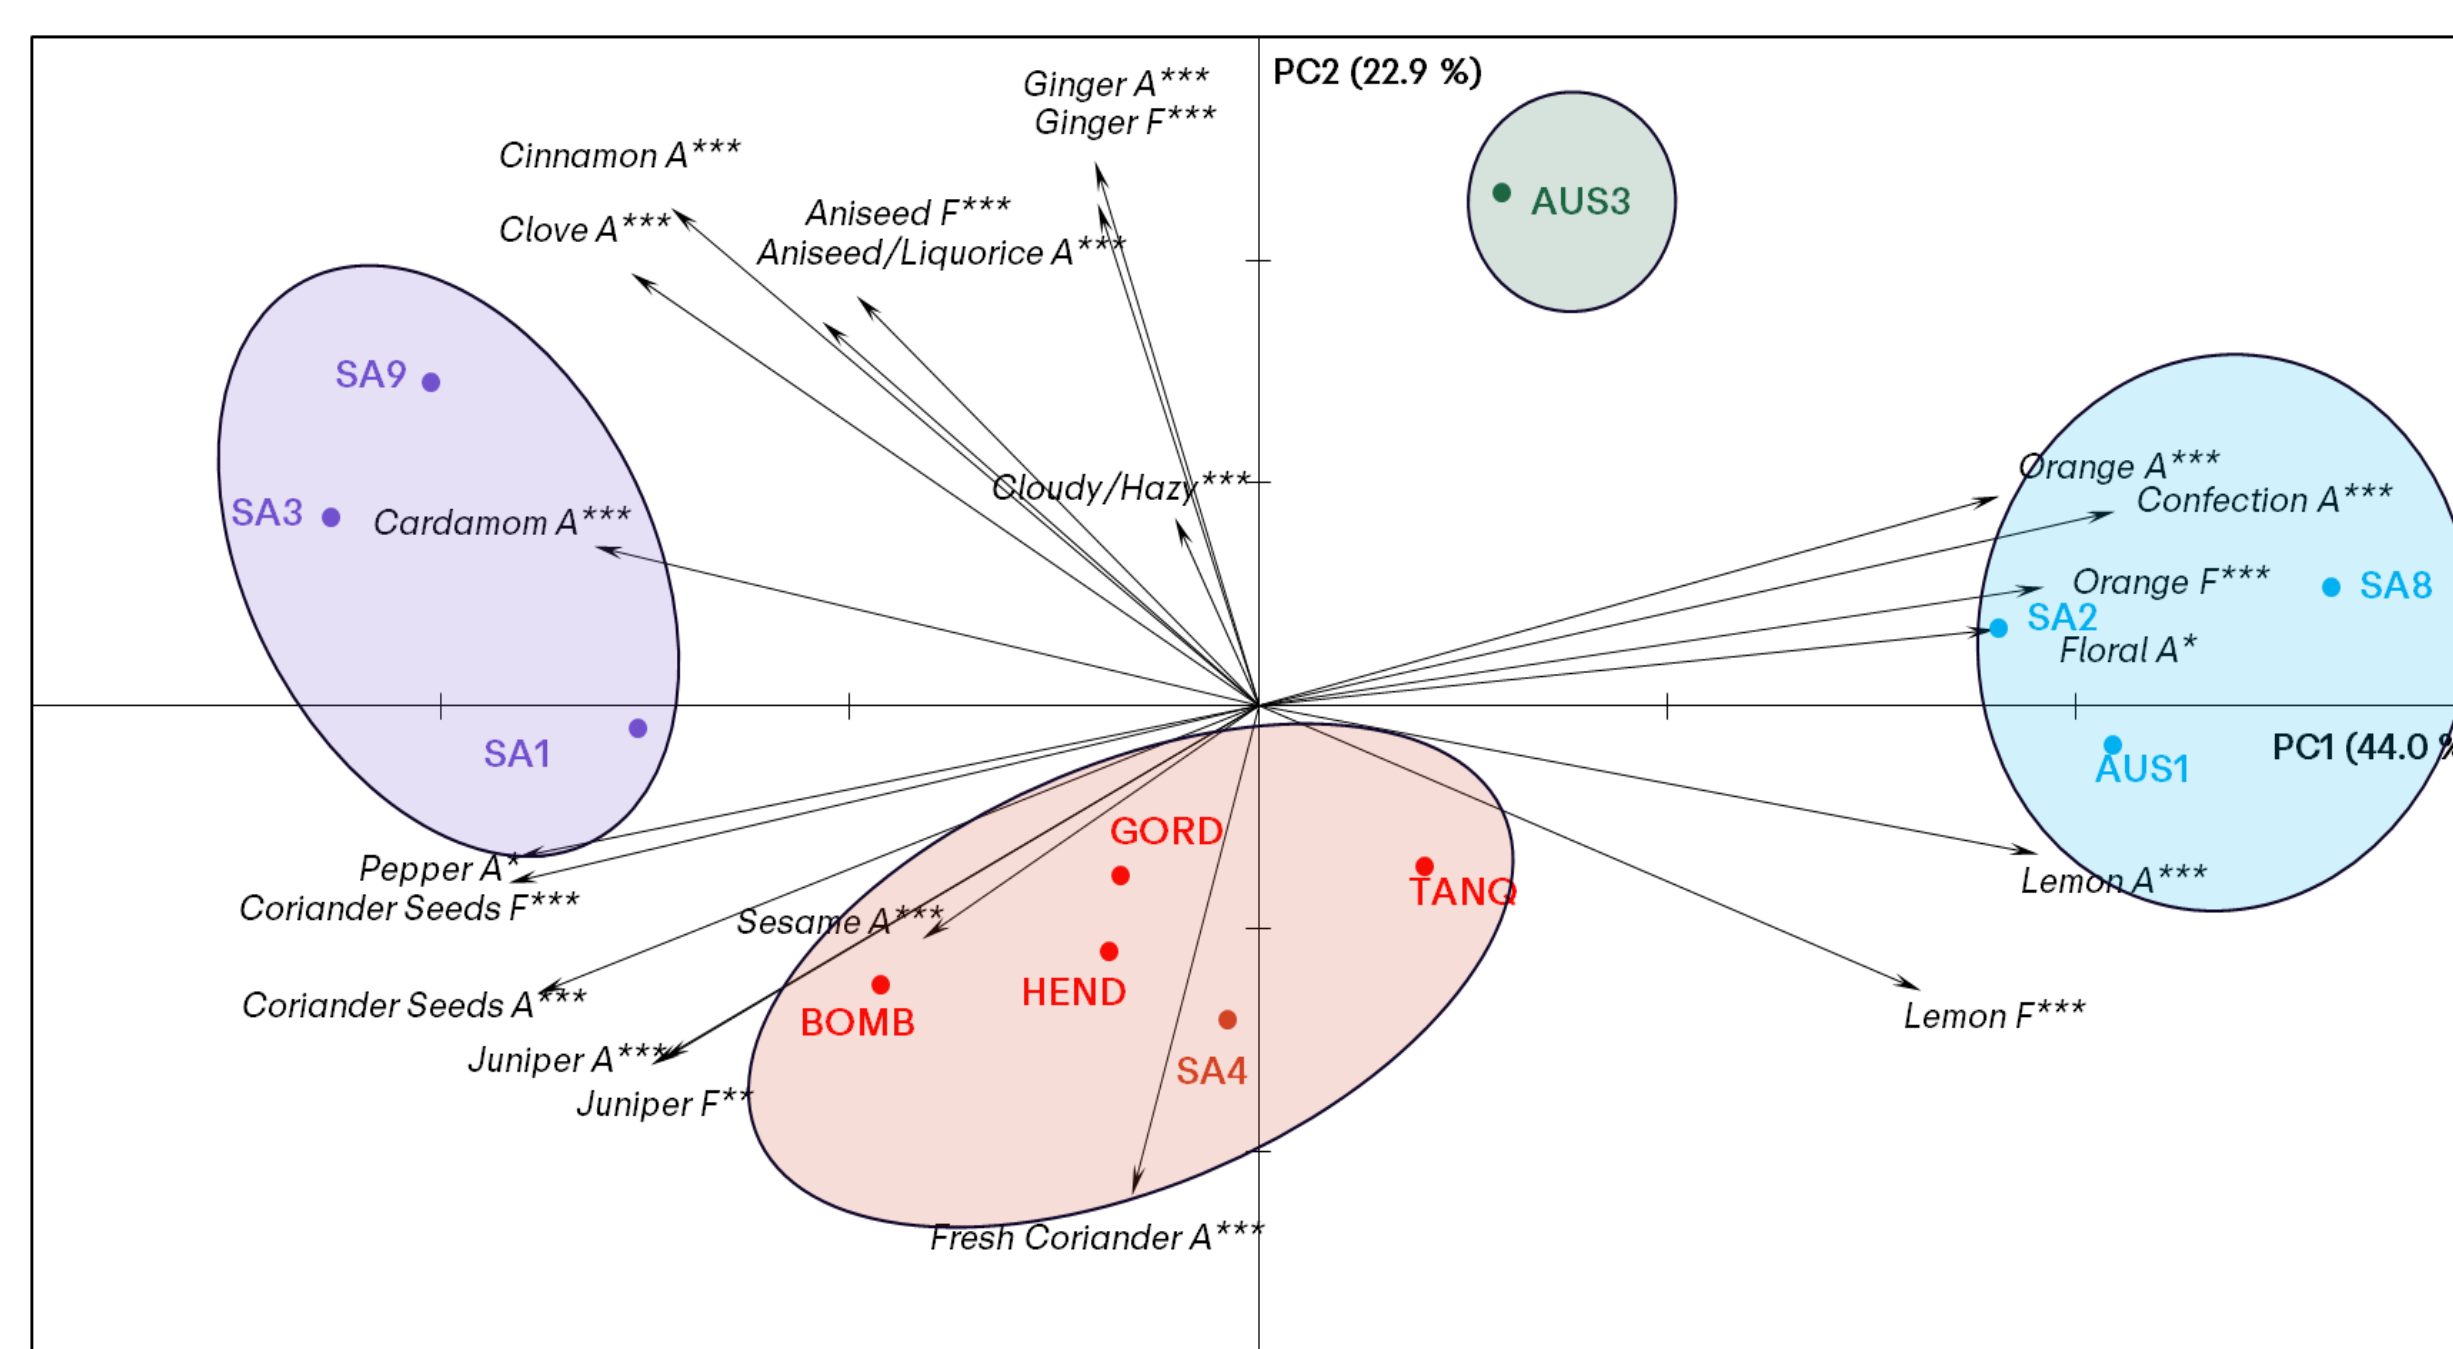 PC2 (22.9 %)
Ginger A***
Ginger F***
Cinnamon A***
Clove A***
Aniseed F***
Aniseed/Liquorice A***
AUS3
SA9
Cloudy/Hazy***
SA3
Cardamom A***
Orange A***
Confection A***
Orange F***
SA8
SA2
Floral A*
SA1
PC1 (44.0 %
AUS1
GORD
TANQ
Pepper A*
Coriander Seeds F***
Sesame A***
Lemon A***
HEND
BOMB
Coriander Seeds A***
Lemon F***
SA4
Juniper A***
Juniper F**
Fresh Coriander A***